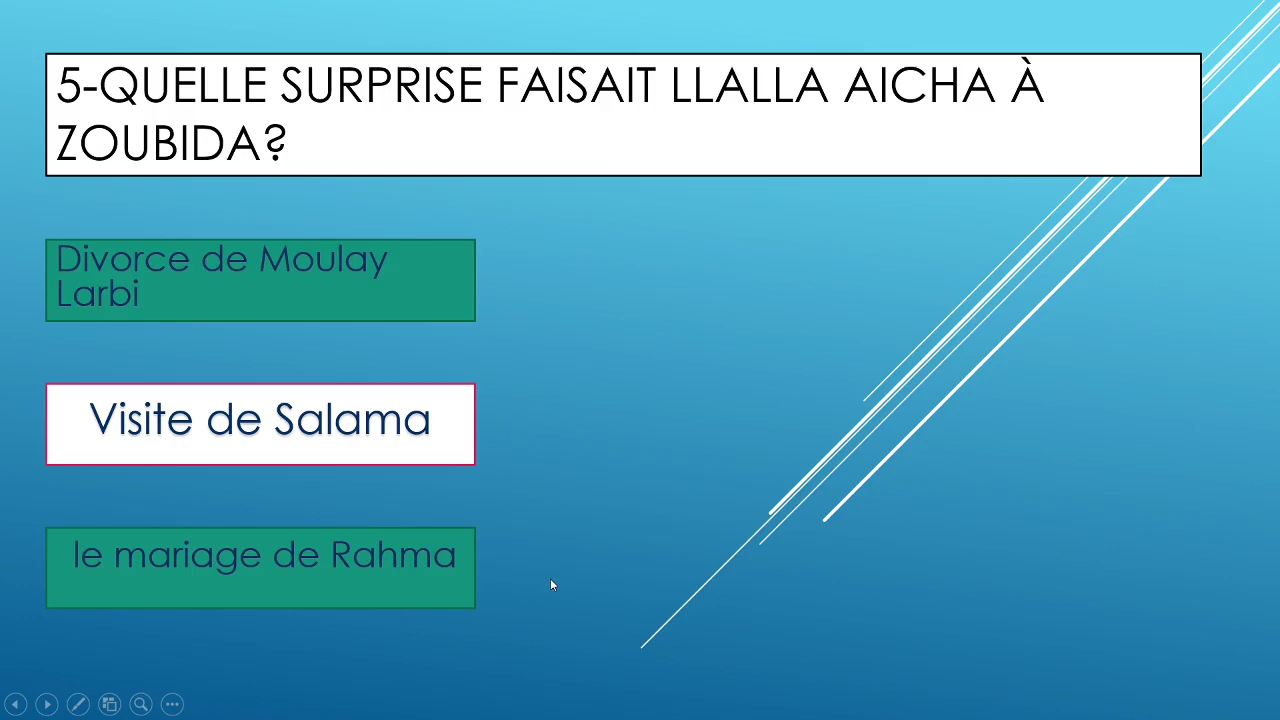 5-QUELLE SURPRISE FAISAIT LLALLA AICHA À
ZOUBIDA?
Divorce de Moulay
Larbi
Visite de Salama
le mariage de Rahma